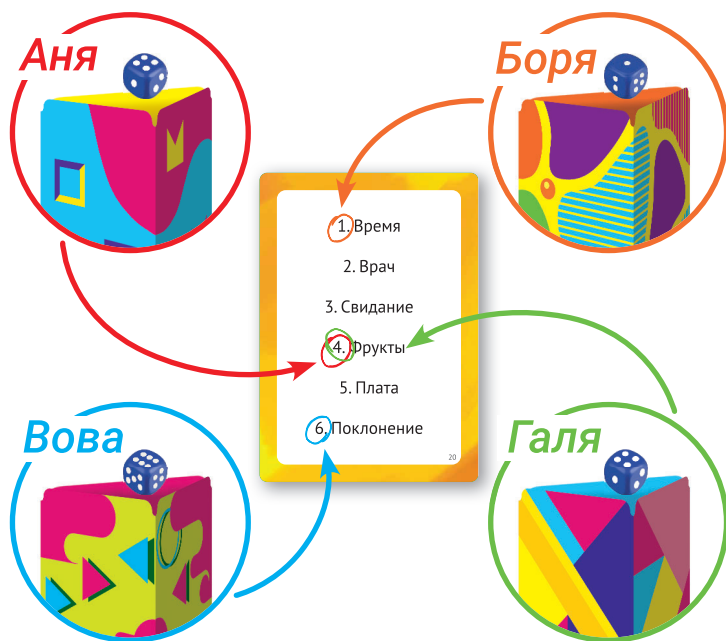 Аня
Боря
1. Время
2. Врач
3. Свидание
4. Фрукты
5. Плата
6. Поклонение
20
Вова
Галя